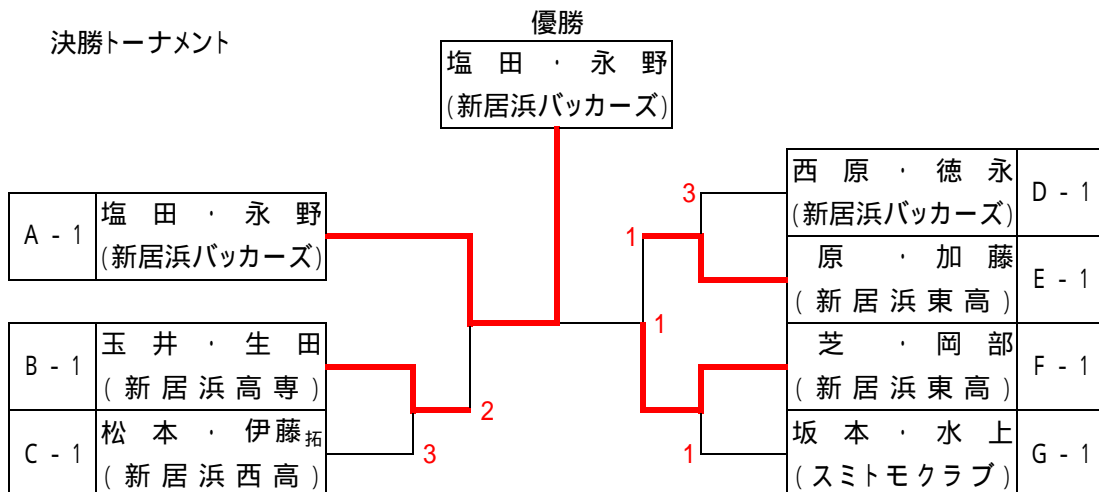 決勝トーナメント
優勝
塩田・永野
(新居浜バッカーズ)
A-1
塩田・永野
(新居浜バッカーズ)
B-1
玉井・生田
(新居浜高専)
C-1
松本・伊藤拓
(新居浜西高)
2
3
1
3
1
1
西原・徳永
(新居浜バッカーズ)
D-1
原・加藤
(新居浜東高)
E-1
芝・岡部
(新居浜東高)
F-1
坂本・水上
(スミトモクラブ)
G-1